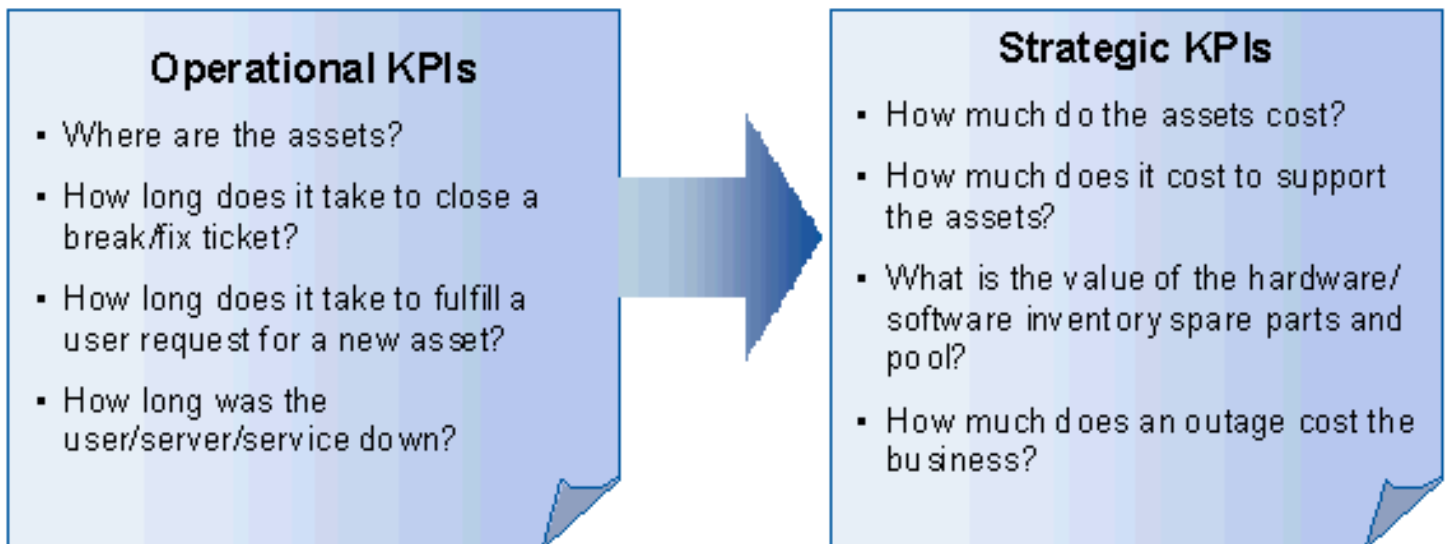 Operational KPIs
▪ Where are the assets?
▪ How long does it take to close a
break/fix ticket?
▪ How long does it take to fulfill a
user request for a new asset?
▪ How long was the
user/server/service down?
Strategic KPIs
▪ How much do the assets cost?
▪ How much does it cost to support
the assets?
▪ What is the value of the hardware/
software inventory spare parts and
pool?
▪ How much does an outage cost the
business?